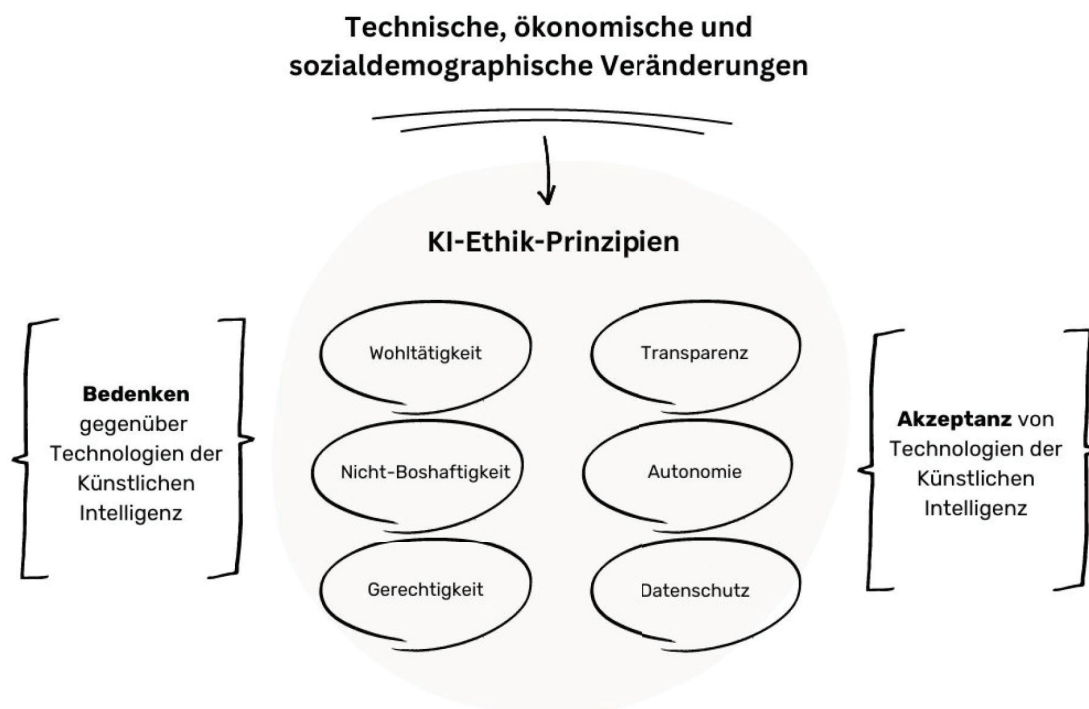 Technische, ökonomische und
sozialdemographische Veränderungen
KI-Ethik-Prinzipien
Bedenken
gegenüber
Technologien der
Künstlichen
Intelligenz
Wohltätigkeit
Transparenz
Nicht-Boshaftigkeit
Autonomie
Gerechtigkeit
Datenschutz
Akzeptanz von
Technologien der
Künstlichen
Intelligenz